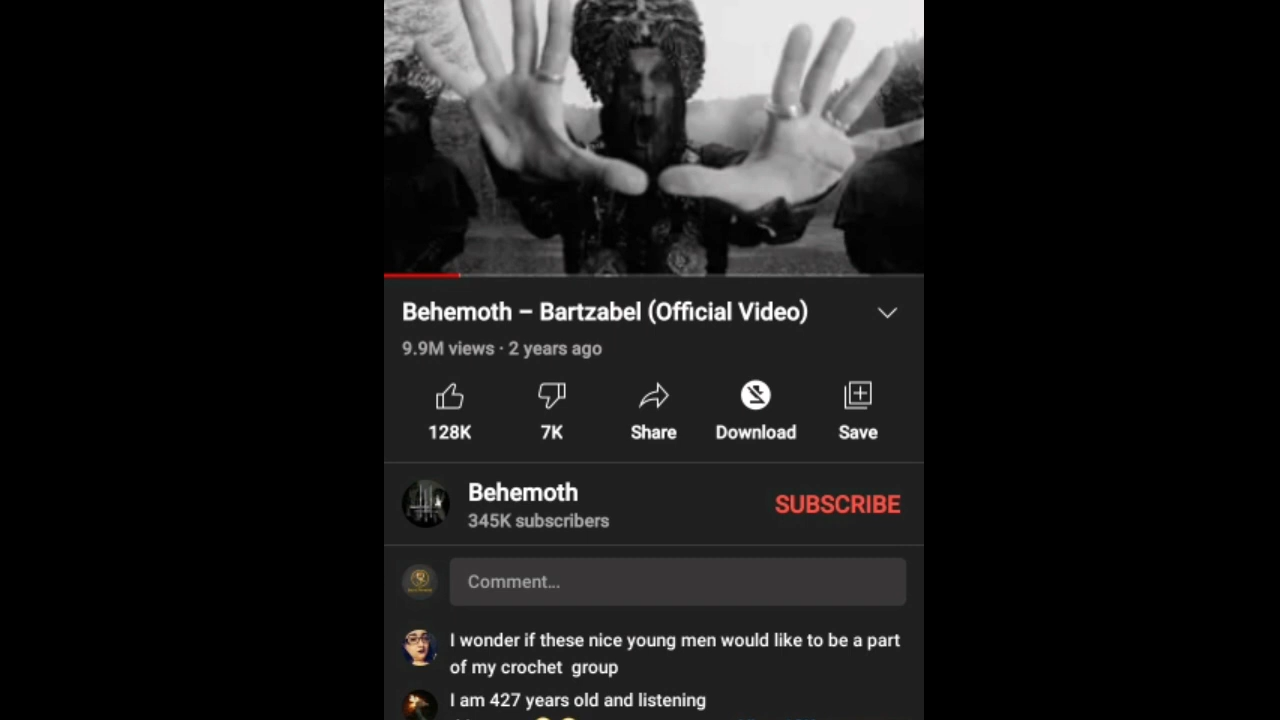 Behemoth – Bartzabel (Official Video)
9.9M views · 2 years ago
128K
7K
Share
Download
Save
Behemoth
345K subscribers
SUBSCRIBE
Comment...
I wonder if these nice young men would like to be a part
of my crochet group
I am 427 years old and listening